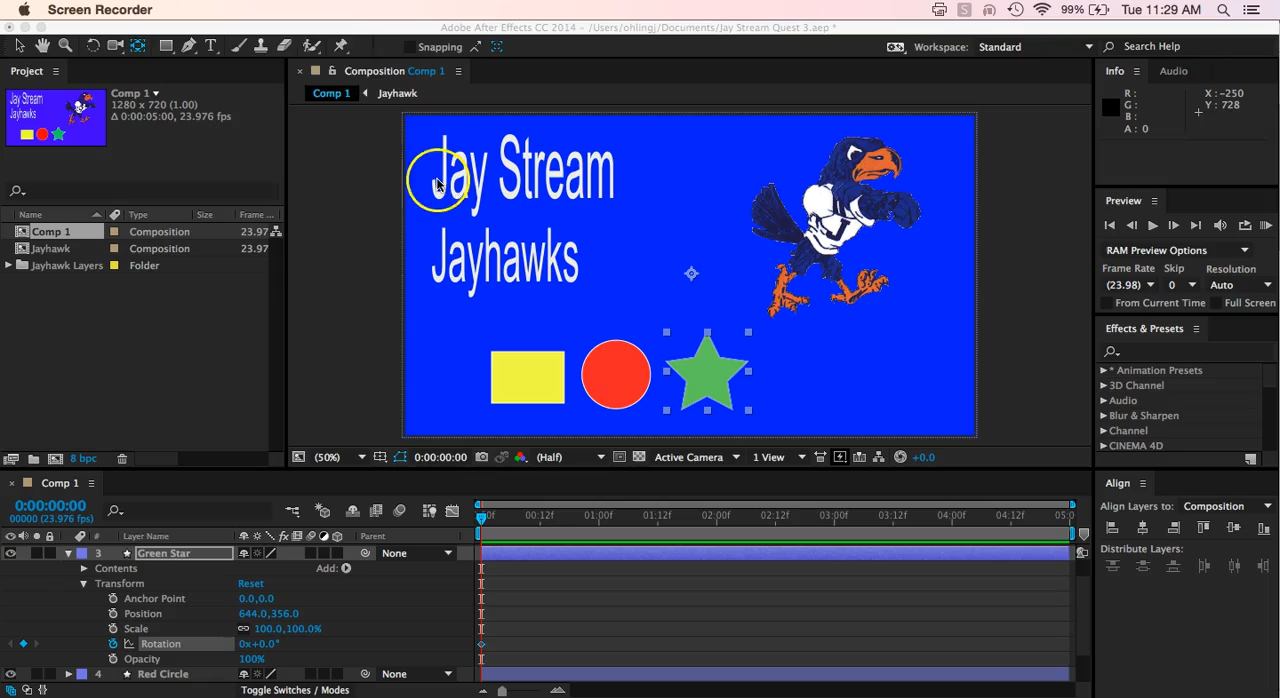 Screen Recorder
99%
Tue 11:29 AM
Adobe After Effects CC 2014 - /Users/ohlingj/Documents/Jay Stream Quest 3.aep *
Snapping
Workspace: Standard
Search Help
Project
Composition Comp 1
Info
Audio
Comp 1
1280 x 720 (1.00)
Δ 0:00:05:00, 23.976 fps
Comp 1
Jayhawk
R :
G :
B :
A : 0
X : -250
Y : 728
Jay Stream
Jayhawks
J
Preview
Name
Type
Size
Frame ...
Comp 1
Composition
23.97
Jayhawk
Composition
23.97
Jayhawk Layers
Folder
RAM Preview Options
Frame Rate
Skip
Resolution
(23.98)
0
Auto
From Current Time
Full Screen
Effects & Presets
* Animation Presets
3D Channel
Audio
Blur & Sharpen
Channel
CINEMA 4D
8 bpc
(50%)
0:00:00:00
(Half)
Active Camera
1 View
+0.0
Comp 1
0:00:00:00
00000 (23.976 fps)
00f
00:12f
01:00f
01:12f
02:00f
02:12f
03:00f
03:12f
04:00f
04:12f
05:0
Align
Align Layers to:
Composition
Distribute Layers:
#
Layer Name
fx
Parent
3
Green Star
None
Contents
Add:
Transform
Reset
Anchor Point
0.0,0.0
Position
644.0,356.0
Scale
100.0,100.0%
Rotation
0x+0.0°
Opacity
100%
4
Red Circle
None
Toggle Switches / Modes